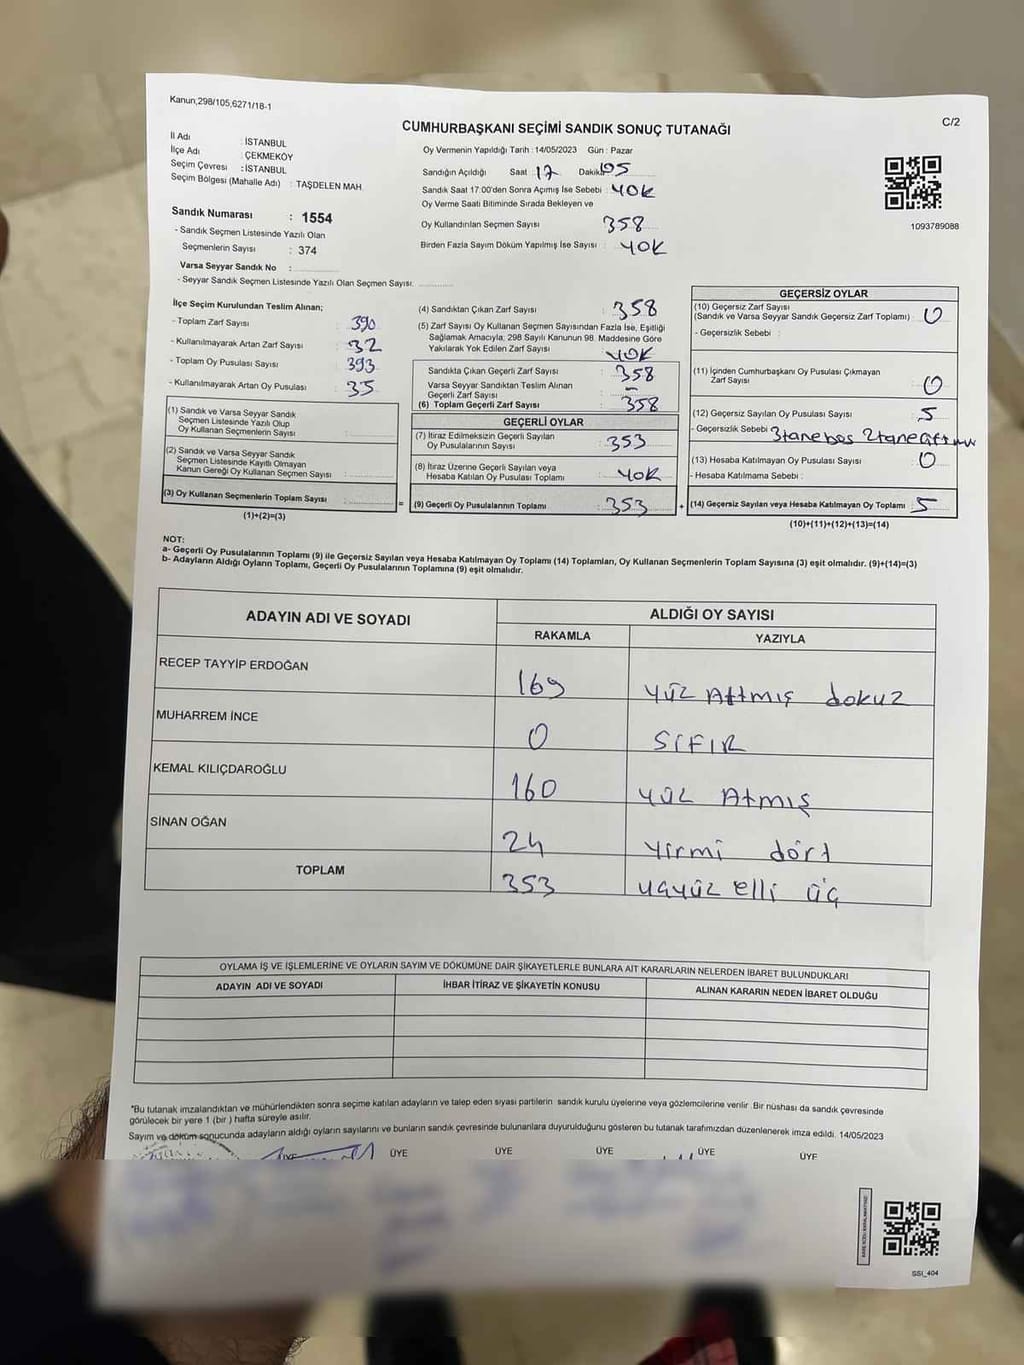 Kanun,298/105,6271/18-1
C/2
CUMHURBAŞKANI SEÇİMİ SANDIK SONUÇ TUTANAĞI
İl Adı : İSTANBUL
İlçe Adı : ÇEKMEKÖY
Seçim Çevresi : İSTANBUL
Seçim Bölgesi (Mahalle Adı) : TAŞDELEN MAH.
Sandık Numarası : 1554
- Sandık Seçmen Listesinde Yazılı Olan
Seçmenlerin Sayısı : 374
Varsa Seyyar Sandık No :
- Seyyar Sandık Seçmen Listesinde Yazılı Olan Seçmen Sayısı:
Oy Vermenin Yapıldığı Tarih : 14/05/2023 Gün : Pazar
Sandığın Açıldığı Saat 17 Dakika 05
Sandık Saat 17.00'den Sonra Açımış İse Sebebi : YOK
Oy Verme Saati Bitiminde Sırada Bekleyen ve
Oy Kullandırılan Seçmen Sayısı 358
Birden Fazla Sayım Döküm Yapılmış İse Sayısı : YOK
1093789088
İlçe Seçim Kurulundan Teslim Alınan;
- Toplam Zarf Sayısı : 390
- Kullanılmayarak Artan Zarf Sayısı : 32
- Toplam Oy Pusulası Sayısı : 393
- Kullanılmayarak Artan Oy Pusulası : 35
(1) Sandık ve Varsa Seyyar Sandık
Seçmen Listesinde Yazılı Olup
Oy Kullanan Seçmenlerin Sayısı :
(2) Sandık ve Varsa Seyyar Sandık
Seçmen Listesinde Kayıtlı Olmayan
Kanun Gereği Oy Kullanan Seçmen Sayısı :
(3) Oy Kullanan Seçmenlerin Toplam Sayısı :
(1)+(2)=(3)
=
(4) Sandıktan Çıkan Zarf Sayısı : 358
(5) Zarf Sayısı Oy Kullanan Seçmen Sayısından Fazla İse, Eşitliği
Sağlamak Amacıyla; 298 Sayılı Kanunun 98. Maddesine Göre
Yakılarak Yok Edilen Zarf Sayısı : YOK
Sandıkta Çıkan Geçerli Zarf Sayısı : 358
Varsa Seyyar Sandıktan Teslim Alınan
Geçerli Zarf Sayısı : -
(6) Toplam Geçerli Zarf Sayısı : 358
GEÇERLİ OYLAR
(7) İtiraz Edilmeksizin Geçerli Sayılan
Oy Pusulalarının Sayısı : 353
(8) İtiraz Üzerine Geçerli Sayılan veya
Hesaba Katılan Oy Pusulası Toplamı : YOK
(9) Geçerli Oy Pusulalarının Toplamı : 353
+
GEÇERSİZ OYLAR
(10) Geçersiz Zarf Sayısı
(Sandık ve Varsa Seyyar Sandık Geçersiz Zarf Toplamı) : 0
- Geçersizlik Sebebi :
(11) İçinden Cumhurbaşkanı Oy Pusulası Çıkmayan
Zarf Sayısı : 0
(12) Geçersiz Sayılan Oy Pusulası Sayısı : 5
- Geçersizlik Sebebi 3 tane boş 2 tane
(13) Hesaba Katılmayan Oy Pusulası Sayısı : 0
- Hesaba Katılmama Sebebi :
(14) Geçersiz Sayılan veya Hesaba Katılmayan Oy Toplamı : 5
(10)+(11)+(12)+(13)=(14)
NOT:
a- Geçerli Oy Pusulalarının Toplamı (9) ile Geçersiz Sayılan veya Hesaba Katılmayan Oy Toplamı (14) Toplamları, Oy Kullanan Seçmenlerin Toplam Sayısına (3) eşit olmalıdır. (9)+(14)=(3)
b- Adayların Aldığı Oyların Toplamı, Geçerli Oy Pusulalarının Toplamına (9) eşit olmalıdır.
ADAYIN ADI VE SOYADI ALDIĞI OY SAYISI
RAKAMLA YAZIYLA
RECEP TAYYİP ERDOĞAN 169 yüz Altmış dokuz
MUHARREM İNCE 0 SIFIR
KEMAL KILIÇDAROĞLU 160 yüz Atmış
SİNAN OĞAN 24 yirmi dört
TOPLAM 353 üçyüz elli üç
OYLAMA İŞ VE İŞLEMLERİNE VE OYLARIN SAYIM VE DÖKÜMÜNE DAİR ŞİKAYETLERLE BUNLARA AİT KARARLARIN NELERDEN İBARET BULUNDUKLARI
ADAYIN ADI VE SOYADI İHBAR İTİRAZ VE ŞİKAYETİN KONUSU ALINAN KARARIN NEDEN İBARET OLDUĞU
*Bu tutanak imzalandıktan ve mühürlendikten sonra seçime katılan adayların ve talep eden siyasi partilerin sandık kurulu üyelerine veya gözlemcilerine verilir. Bir nüshası da sandık çevresinde
görülecek bir yere 1 (bir) hafta süreyle asılır.
Sayım ve döküm sonucunda adayların aldığı oyların sayılarını ve bunların sandık çevresinde bulunanlara duyurulduğunu gösteren bu tutanak tarafımızdan düzenlenerek imza edildi. 14/05/2023
ÜYE ÜYE ÜYE ÜYE ÜYE ÜYE
SSI_404